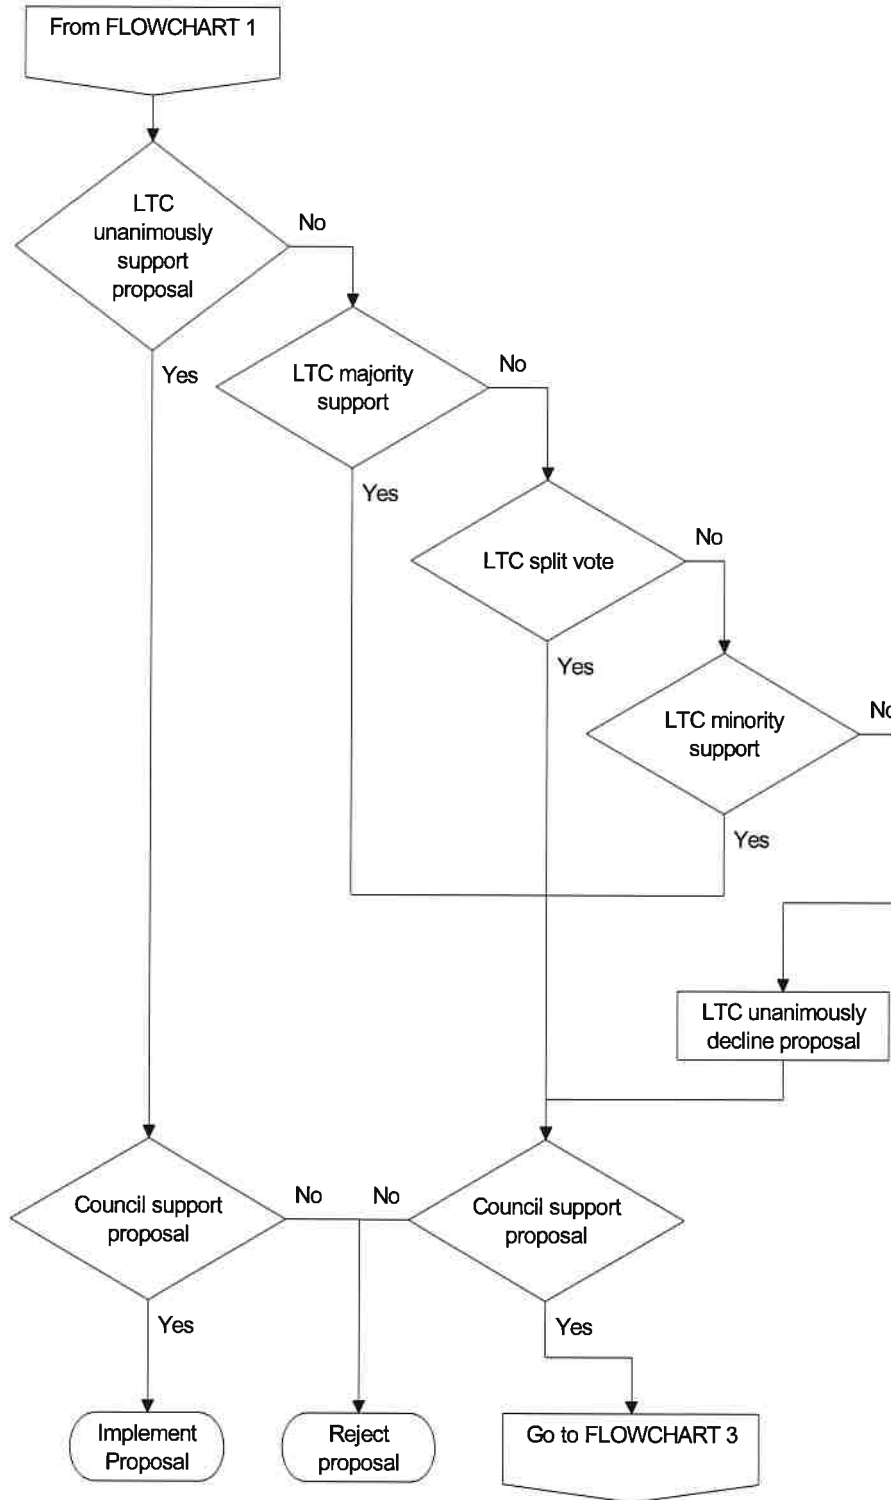 From FLOWCHART 1
LTC
unanimously
support
proposal
No
Yes
LTC majority
support
No
Yes
LTC split vote
No
Yes
LTC minority
support
No
Yes
LTC unanimously
decline proposal
Council support
proposal
No
No
Council support
proposal
Yes
Yes
Implement
Proposal
Reject
proposal
Go to FLOWCHART 3